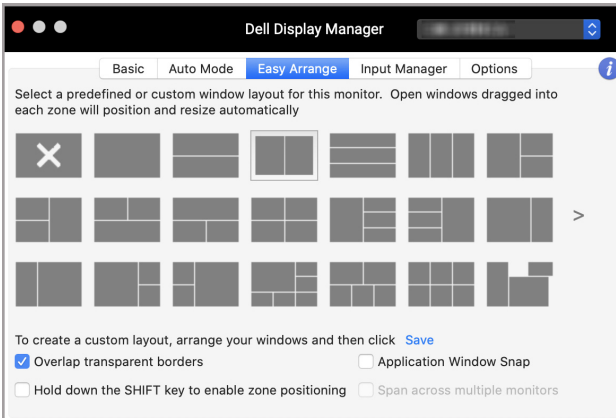 Dell Display Manager
Basic Auto Mode Easy Arrange Input Manager Options
Select a predefined or custom window layout for this monitor. Open windows dragged into
each zone will position and resize automatically
>
To create a custom layout, arrange your windows and then click Save
Overlap transparent borders Application Window Snap
Hold down the SHIFT key to enable zone positioning Span across multiple monitors